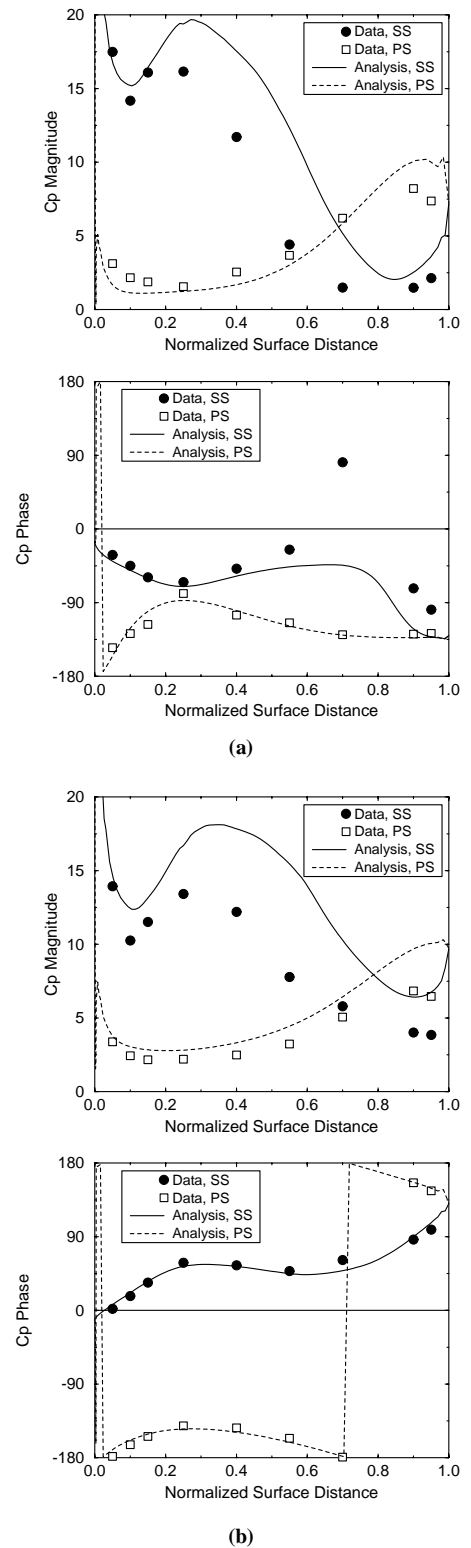 20
15
10
5
0
Cp Magnitude
Data, SS
Data, PS
Analysis, SS
Analysis, PS
0.0 0.2 0.4 0.6 0.8 1.0
Normalized Surface Distance
180
90
0
-90
-180
Cp Phase
Data, SS
Data, PS
Analysis, SS
Analysis, PS
0.0 0.2 0.4 0.6 0.8 1.0
Normalized Surface Distance
(a)
20
15
10
5
0
Cp Magnitude
Data, SS
Data, PS
Analysis, SS
Analysis, PS
0.0 0.2 0.4 0.6 0.8 1.0
Normalized Surface Distance
180
90
0
-90
-180
Cp Phase
Data, SS
Data, PS
Analysis, SS
Analysis, PS
0.0 0.2 0.4 0.6 0.8 1.0
Normalized Surface Distance
(b)